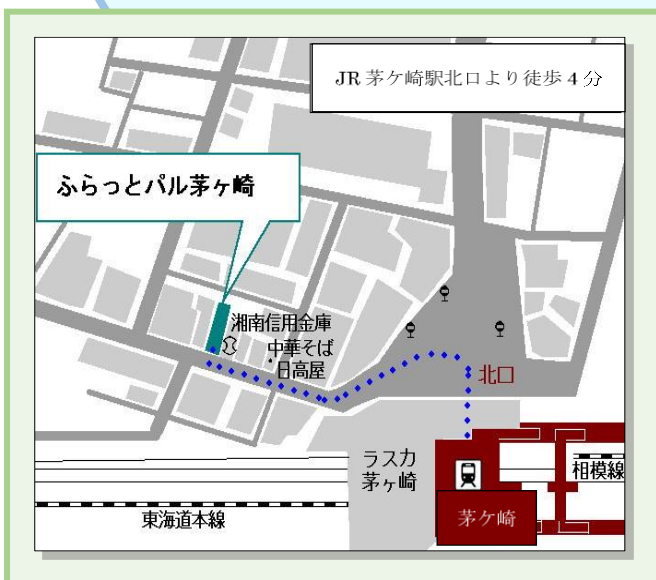 JR 茅ケ崎駅北口より徒歩 4 分
ふらっとパル茅ヶ崎
湘南信用金庫
中華そば
日高屋
北口
ラスカ
茅ヶ崎
相模線
茅ケ崎
東海道本線